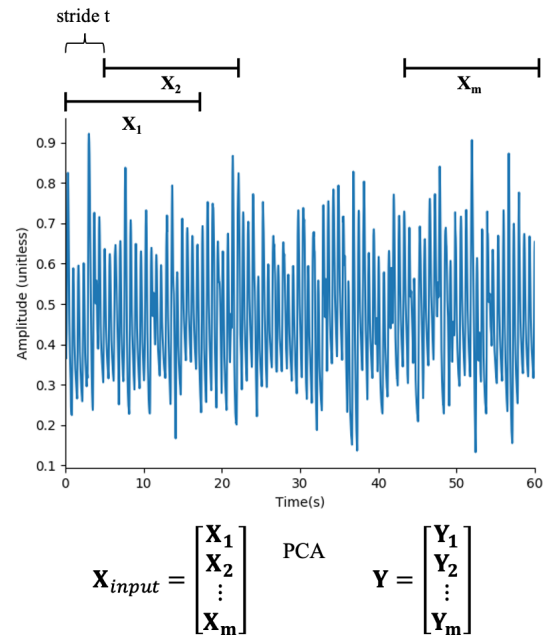 stride t
X₂
Xₘ
X₁
0.9
0.8
0.7
0.6
0.5
0.4
0.3
0.2
0.1
Amplitude (unitless)
0 10 20 30 40 50 60
Time(s)
X_input = [X₁ X₂ ⋮ Xₘ] PCA Y = [Y₁ Y₂ ⋮ Yₘ]